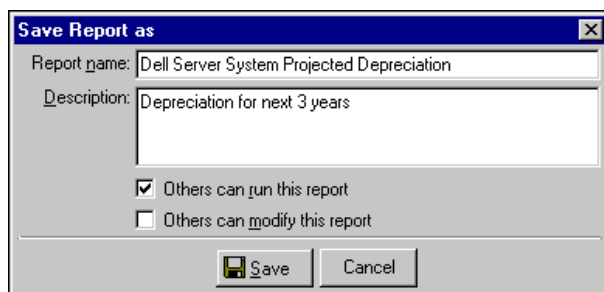 Save Report as
Report name: Dell Server System Projected Depreciation
Description: Depreciation for next 3 years
Others can run this report
Others can modify this report
Save Cancel